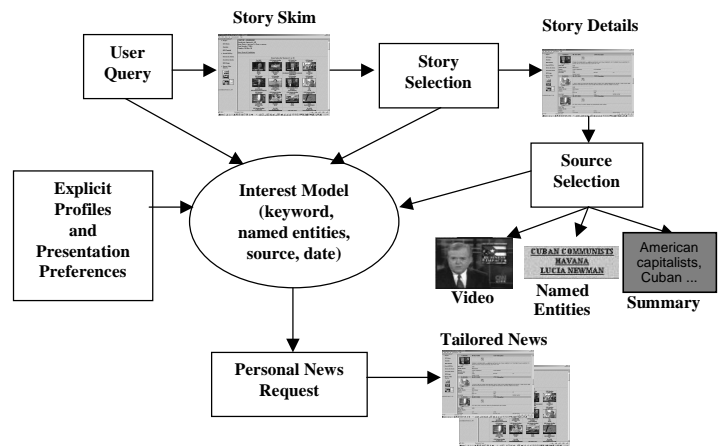 Story Skim
Story Details
User
Query
Story
Selection
Source
Selection
Explicit
Profiles
and
Presentation
Preferences
Interest Model
(keyword,
named entities,
source, date)
CUBAN COMMUNISTS
HAVANA
LUCIA NEWMAN
American
capitalists,
Cuban ...
Video
Named
Entities
Summary
Tailored News
Personal News
Request